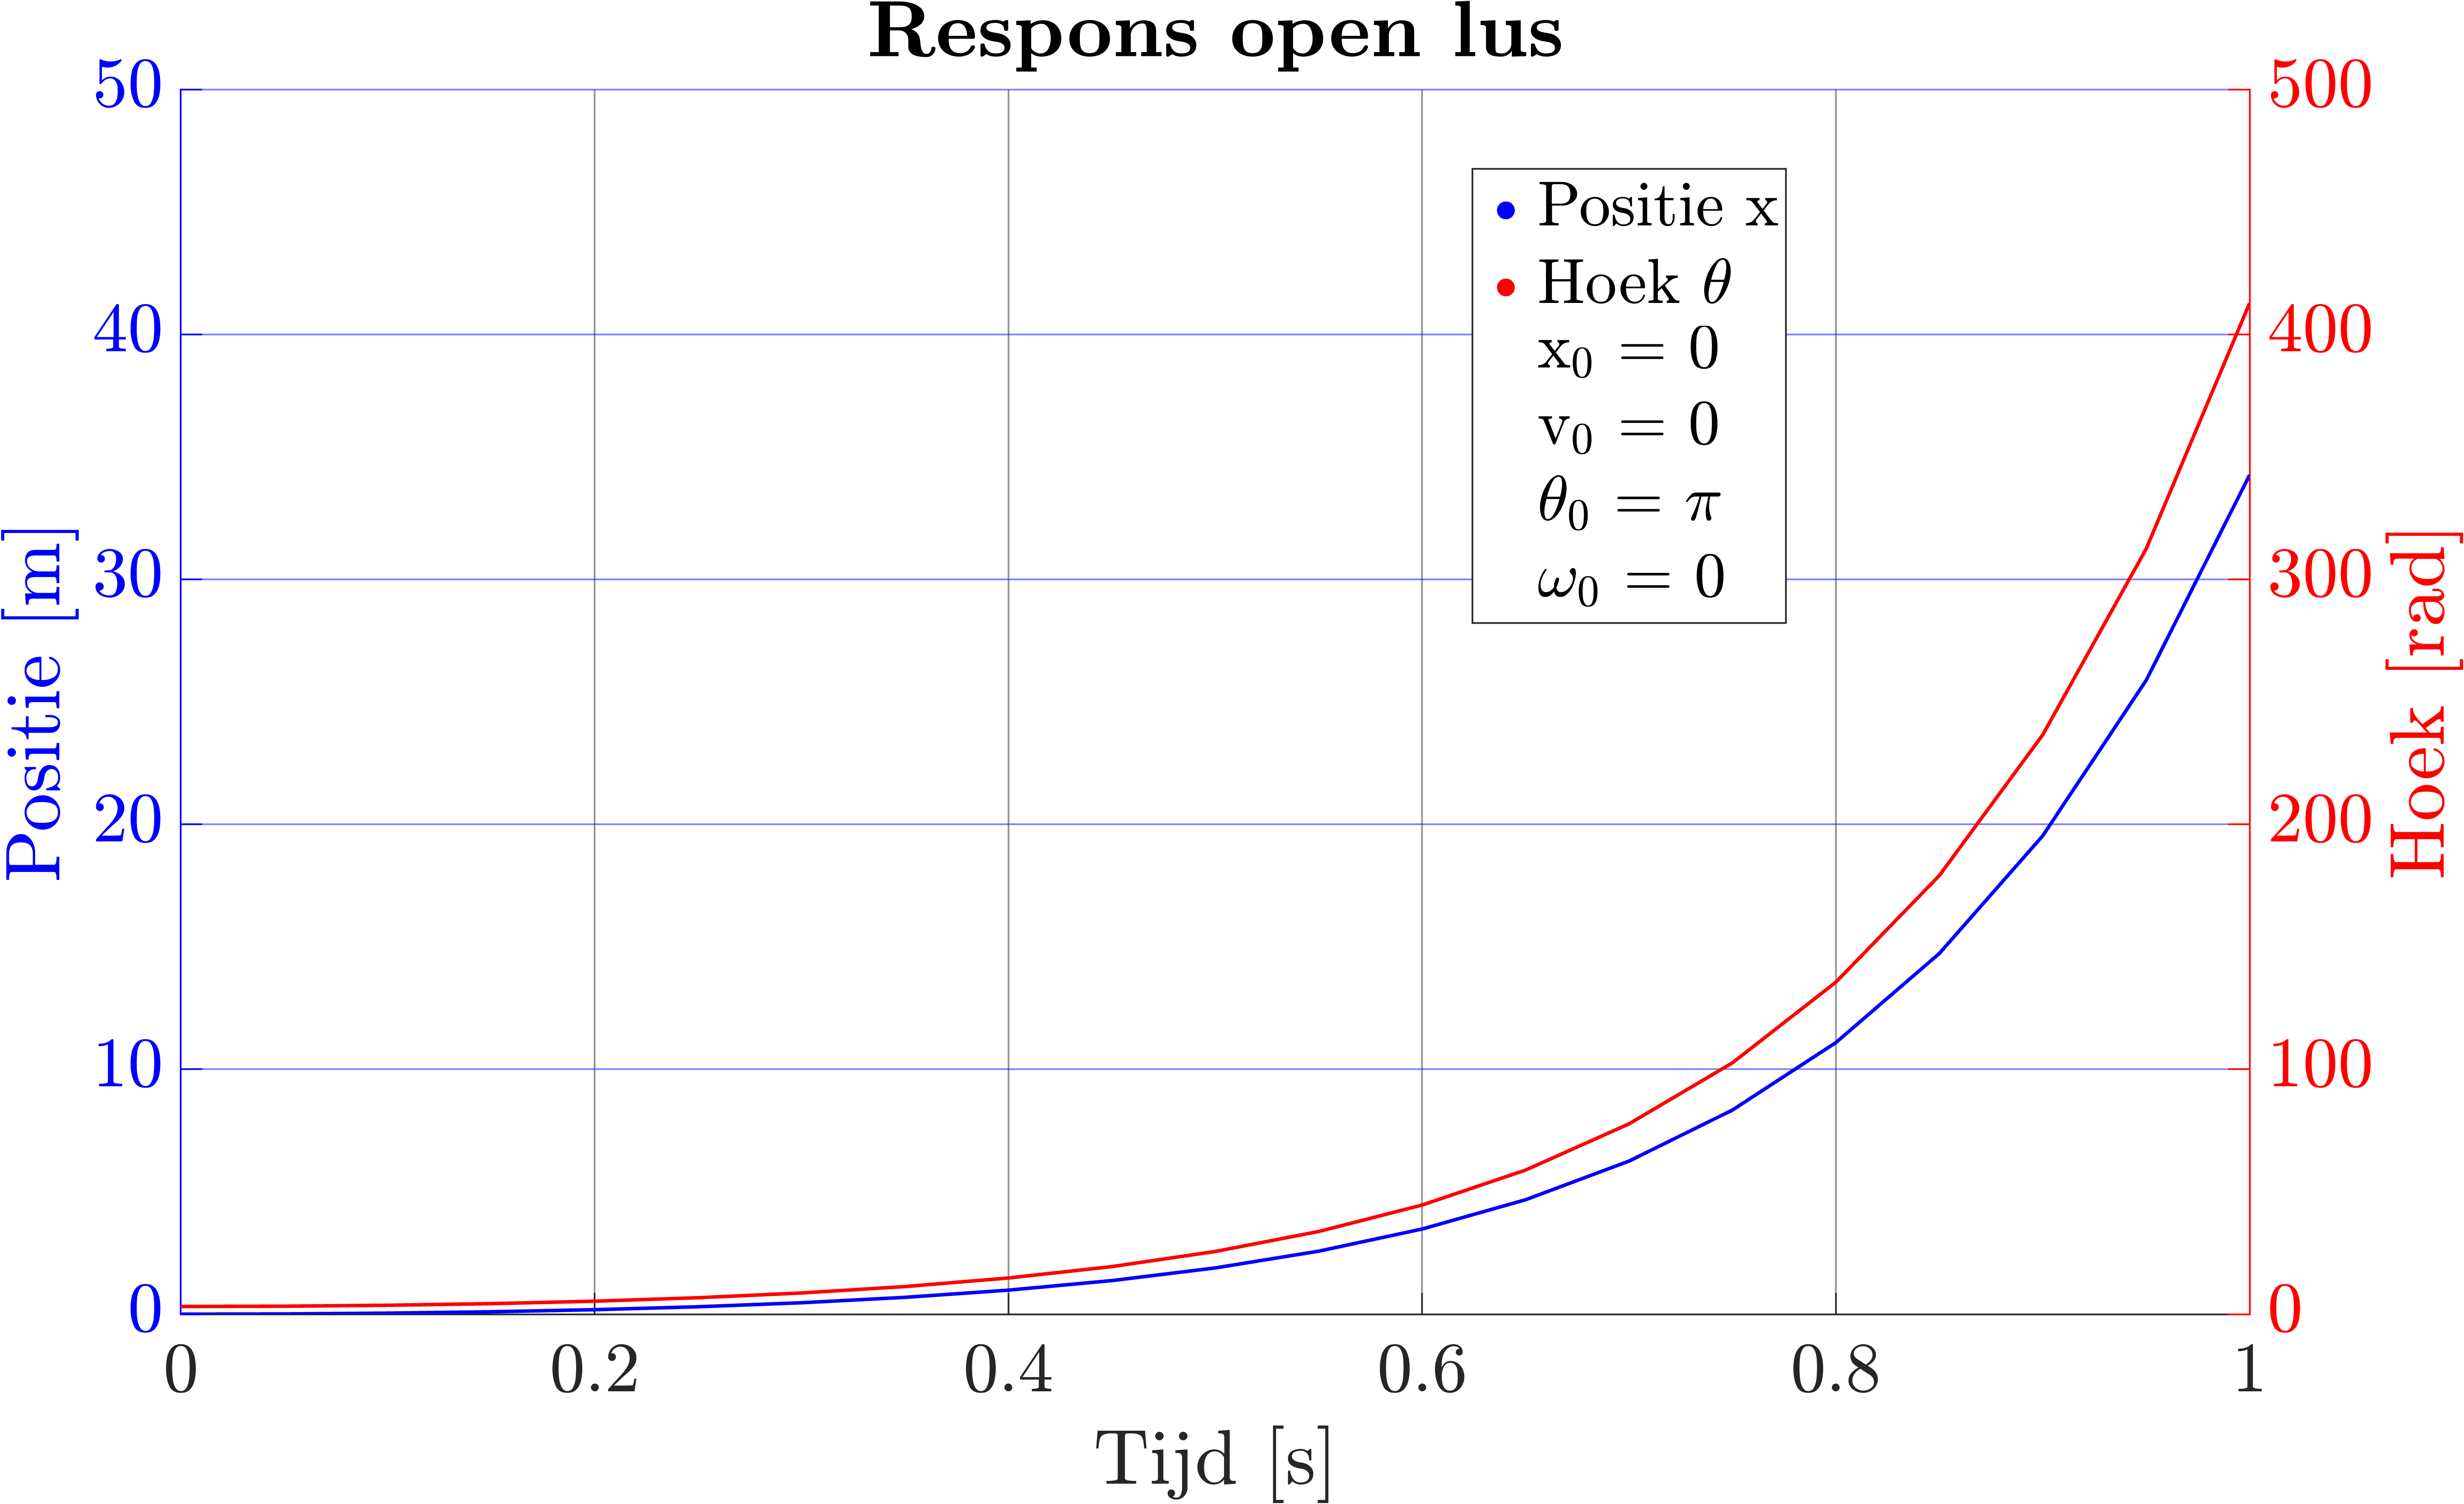 Respons open lus
50
40
30
20
10
0
Positie [m]
500
400
300
200
100
0
Hoek [rad]
Positie x
Hoek θ
x₀ = 0
v₀ = 0
θ₀ = π
ω₀ = 0
0 0.2 0.4 0.6 0.8 1
Tijd [s]